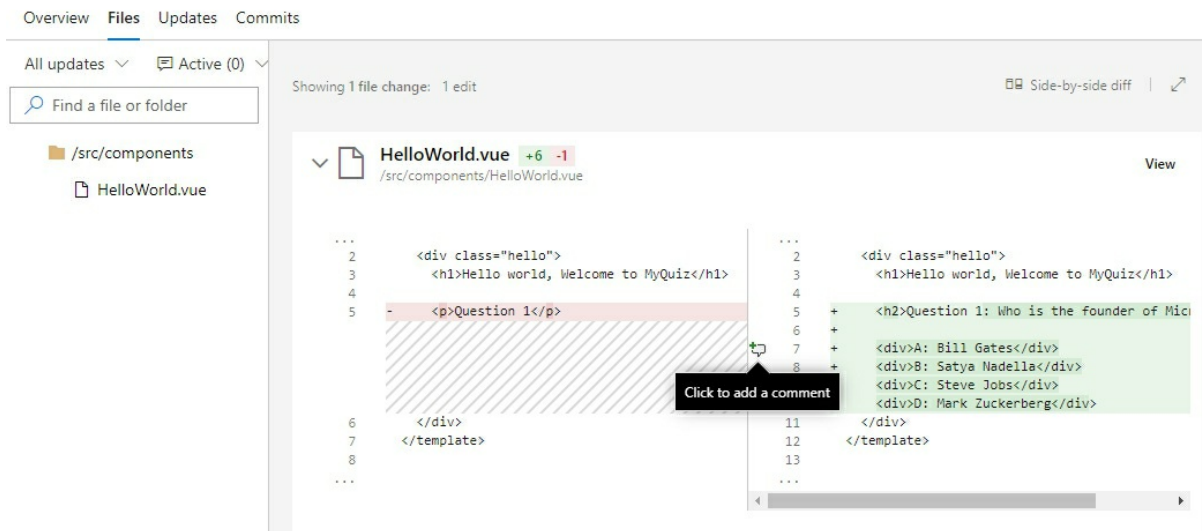 Overview Files Updates Commits
All updates Active (0)
Find a file or folder
/src/components
HelloWorld.vue
Showing 1 file change: 1 edit
Side-by-side diff
HelloWorld.vue +6 -1
/src/components/HelloWorld.vue
View
...
2 <div class="hello">
3 <h1>Hello world, Welcome to MyQuiz</h1>
4
5 - <p>Question 1</p>
6 </div>
7 </template>
8
...
...
2 <div class="hello">
3 <h1>Hello world, Welcome to MyQuiz</h1>
4
5 + <h2>Question 1: Who is the founder of
6 +
7 + <div>A: Bill Gates</div>
8 + <div>B: Satya Nadella</div>
<div>C: Steve Jobs</div>
<div>D: Mark Zuckerberg</div>
11 </div>
12 </template>
13
...
Click to add a comment